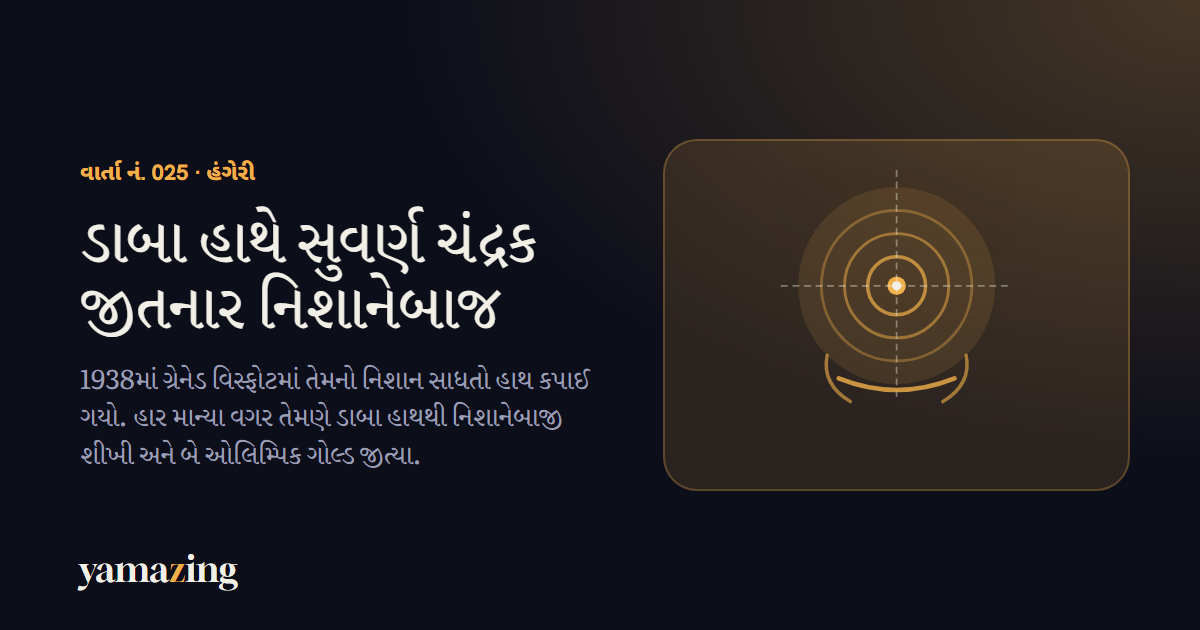 વાર્તા નં. 025 · હંગેરી
ડાબા હાથે સુવર્ણ ચંદ્રક
જીતનાર નિશાનેબાજ
1938માં ગ્રેનેડ વિસ્ફોટમાં તેમનો નિશાન સાધતો હાથ કપાઈ
ગયો. હાર માન્યા વગર તેમણે ડાબા હાથથી નિશાનેબાજી
શીખી અને બે ઓલિમ્પિક ગોલ્ડ જીત્યા.
yamazing